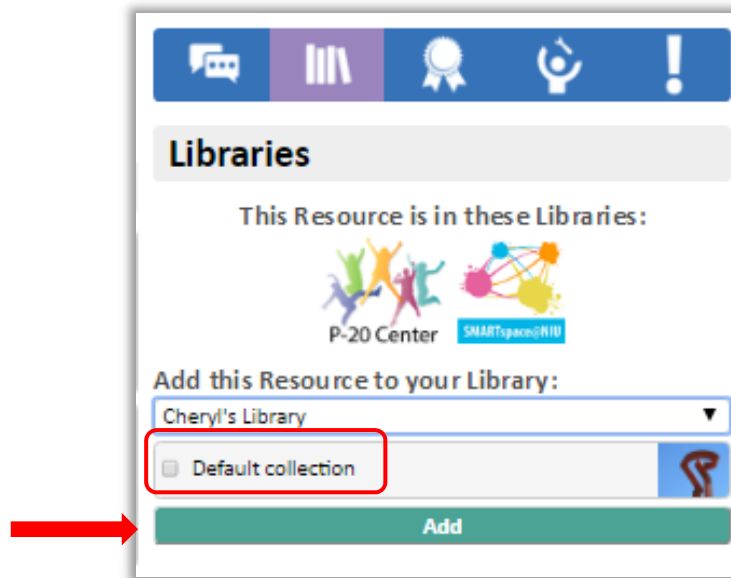 Libraries
This Resource is in these Libraries:
P-20 Center
SMARTspace@NIU
Add this Resource to your Library:
Cheryl's Library
Default collection
Add